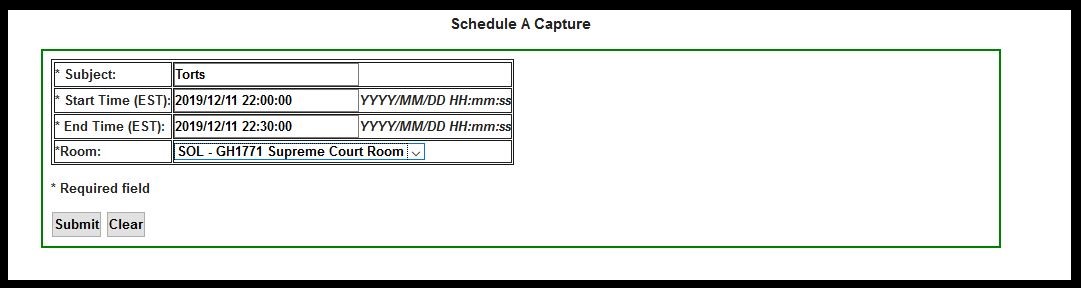 Schedule A Capture
* Subject: Torts
* Start Time (EST): 2019/12/11 22:00:00 YYYY/MM/DD HH:mm:ss
* End Time (EST): 2019/12/11 22:30:00 YYYY/MM/DD HH:mm:ss
*Room: SOL - GH1771 Supreme Court Room
* Required field
Submit Clear